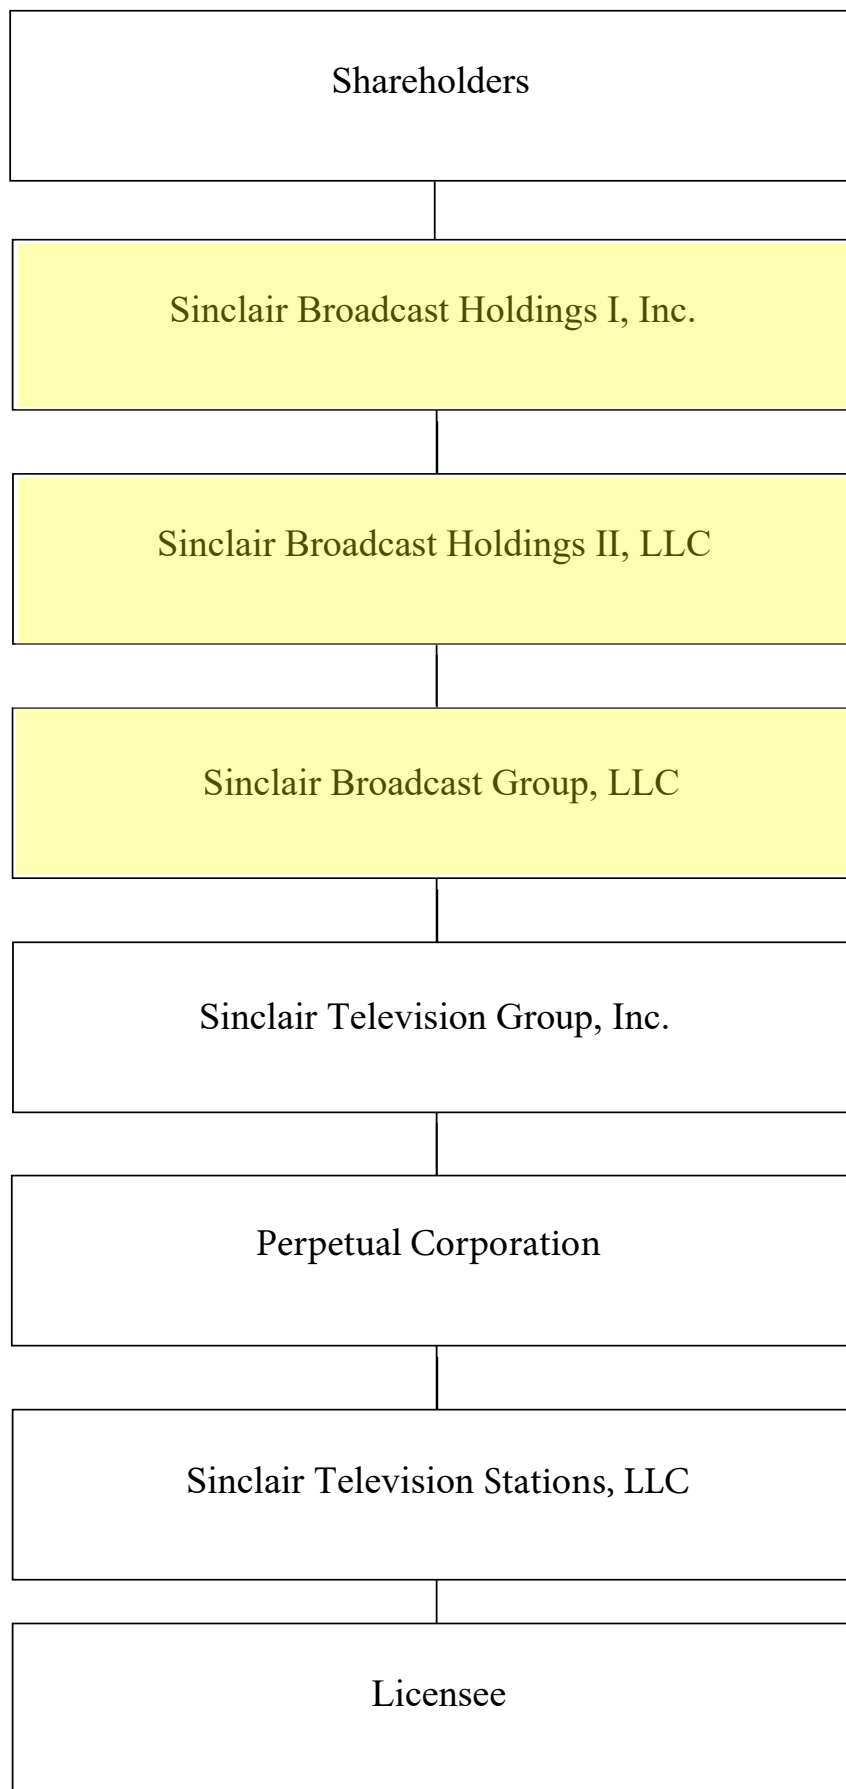 Shareholders
Sinclair Broadcast Holdings I, Inc.
Sinclair Broadcast Holdings II, LLC
Sinclair Broadcast Group, LLC
Sinclair Television Group, Inc.
Perpetual Corporation
Sinclair Television Stations, LLC
Licensee